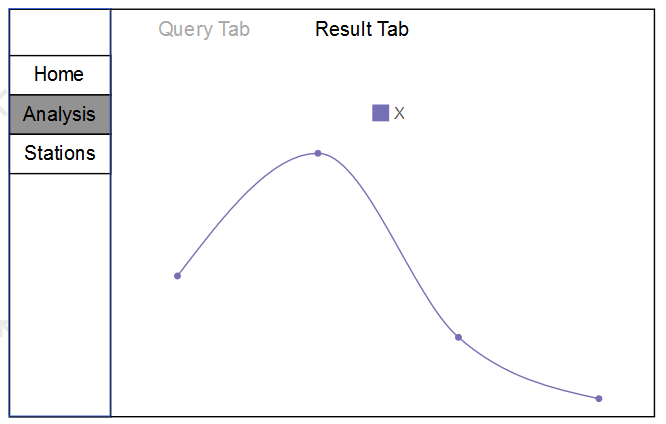 Query Tab
Result Tab
Home
Analysis
Stations
X